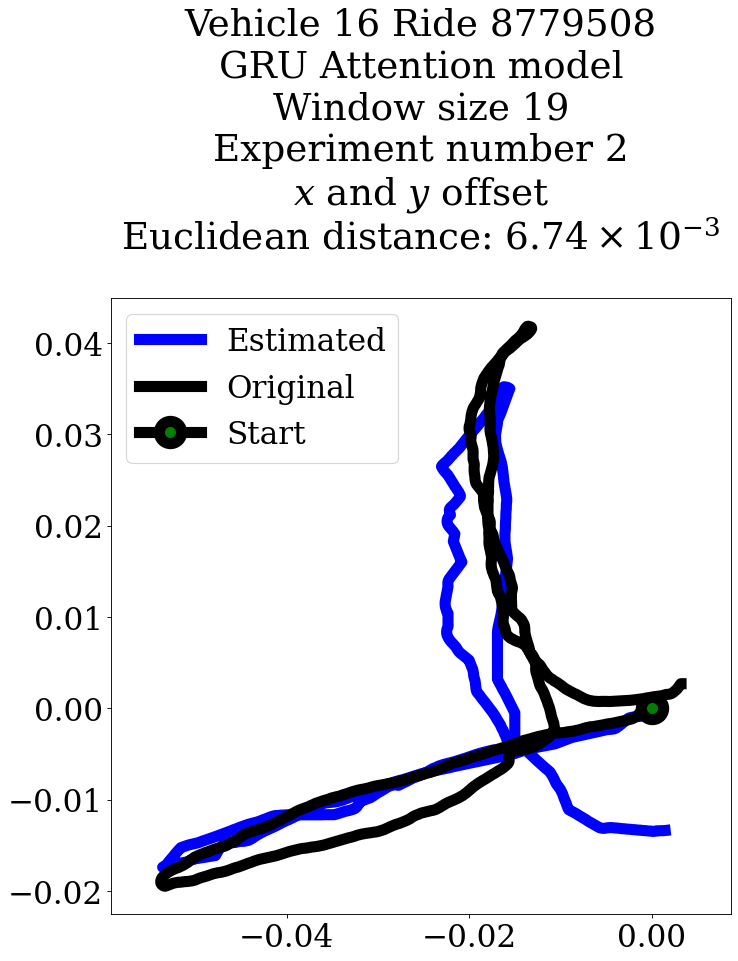 Vehicle 16 Ride 8779508
GRU Attention model
Window size 19
Experiment number 2
x and y offset
Euclidean distance: 6.74 × 10⁻³
Estimated
Original
Start
0.04
0.03
0.02
0.01
0.00
−0.01
−0.02
−0.04
−0.02
0.00